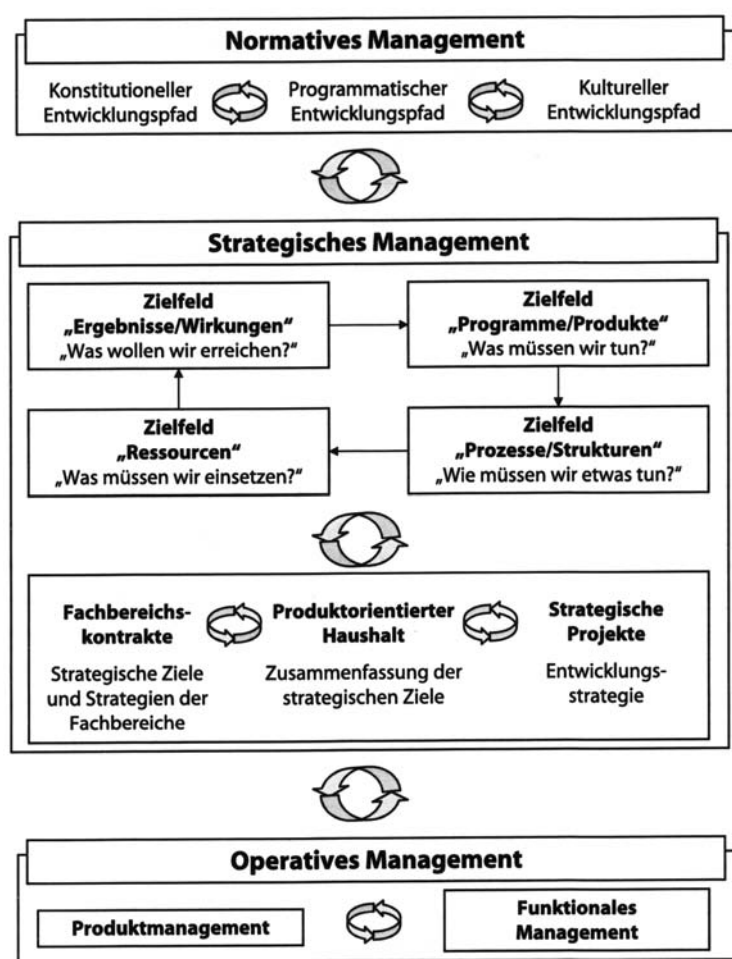 Normatives Management
Konstitutioneller
Entwicklungspfad
Programmatischer
Entwicklungspfad
Kultureller
Entwicklungspfad
Strategisches Management
Zielfeld
„Ergebnisse/Wirkungen“
„Was wollen wir erreichen?“
Zielfeld
„Programme/Produkte“
„Was müssen wir tun?“
Zielfeld
„Ressourcen“
„Was müssen wir einsetzen?“
Zielfeld
„Prozesse/Strukturen“
„Wie müssen wir etwas tun?“
Fachbereichs-
kontrakte
Strategische Ziele
und Strategien der
Fachbereiche
Produktorientierter
Haushalt
Zusammenfassung der
strategischen Ziele
Strategische
Projekte
Entwicklungs-
strategie
Operatives Management
Produktmanagement
Funktionales
Management